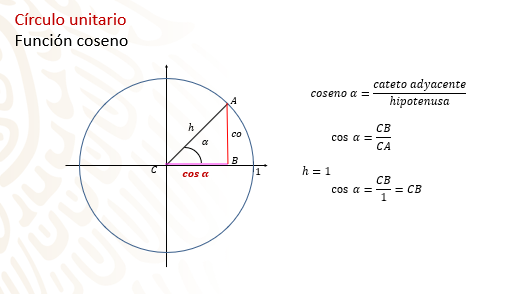 Círculo unitario
Función coseno
A
h
α
co
C
B
1
cos α
coseno α = cateto adyacente / hipotenusa
cos α = CB / CA
h = 1
cos α = CB / 1 = CB